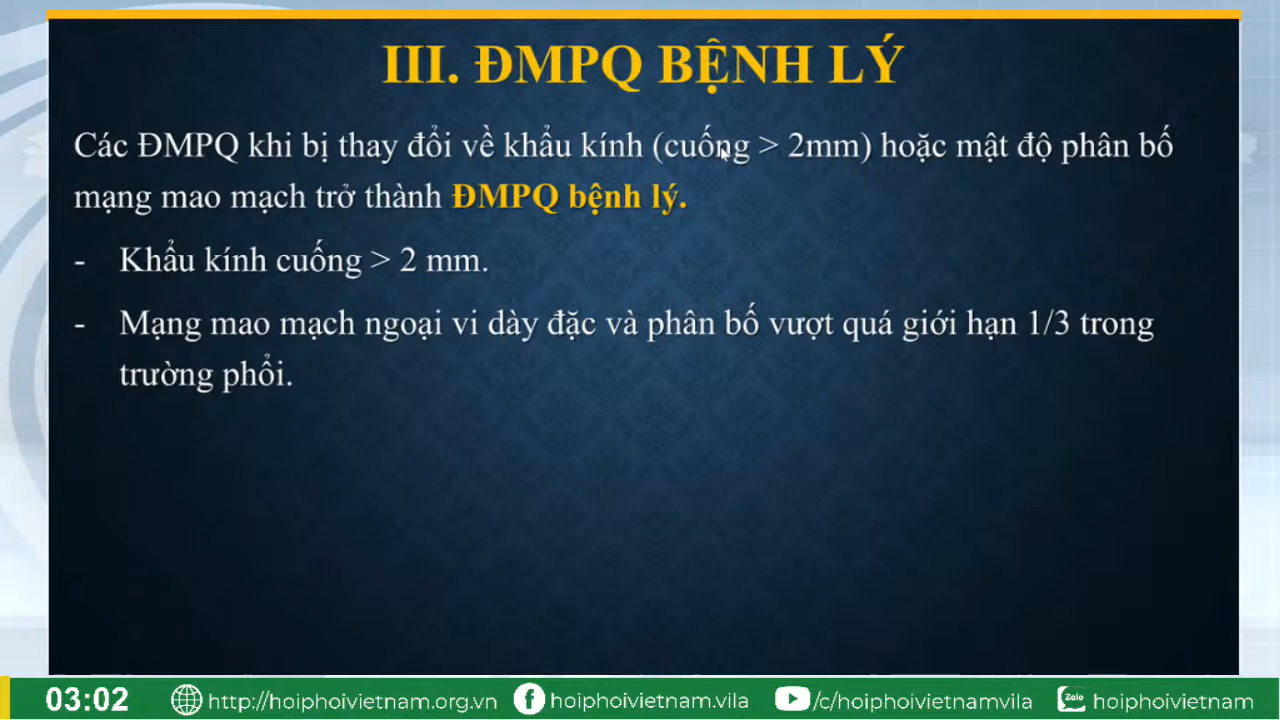 III. ĐMPQ BỆNH LÝ
Các ĐMPQ khi bị thay đổi về khẩu kính (cuống > 2mm) hoặc mật độ phân bố
mạng mao mạch trở thành ĐMPQ bệnh lý.
- Khẩu kính cuống > 2 mm.
- Mạng mao mạch ngoại vi dày đặc và phân bố vượt quá giới hạn 1/3 trong
trường phổi.
03:02 http://hoiphoivietnam.org.vn hoiphoivietnam.vila /c/hoiphoivietnamvila Zalo hoiphoivietnam